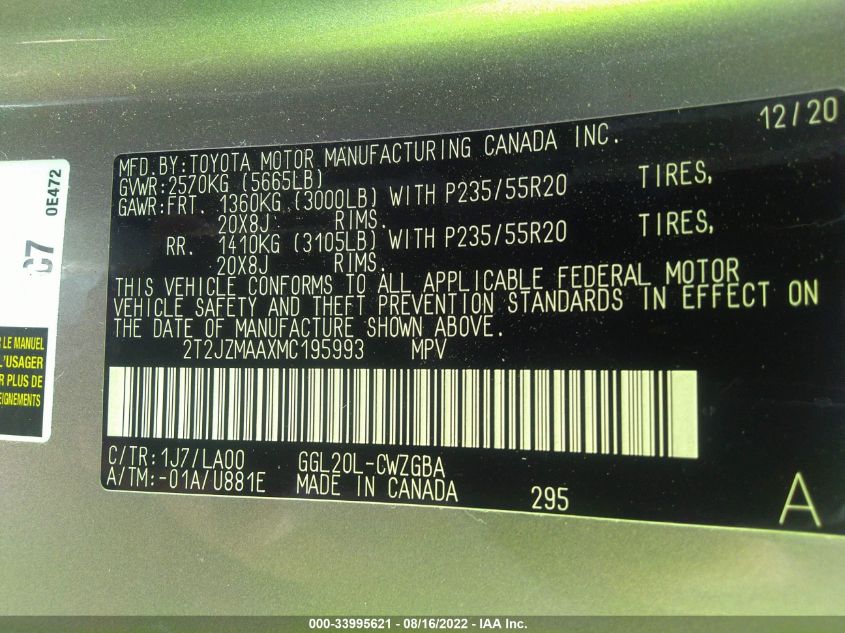 12/20
MFD.BY:TOYOTA MOTOR MANUFACTURING CANADA INC.
GVWR:2570KG (5665LB)
GAWR:FRT. 1360KG (3000LB) WITH P235/55R20 TIRES,
20X8J RIMS.
RR. 1410KG (3105LB) WITH P235/55R20 TIRES,
20X8J RIMS.
THIS VEHICLE CONFORMS TO ALL APPLICABLE FEDERAL MOTOR
VEHICLE SAFETY AND THEFT PREVENTION STANDARDS IN EFFECT ON
THE DATE OF MANUFACTURE SHOWN ABOVE.
2T2JZMAAXMC195993 MPV
C/TR:1J7/LA00 GGL20L-CWZGBA
A/TM:-01A/U881E MADE IN CANADA 295
A
C7 0E472
LE MANUEL
L'USAGER
R PLUS DE
EIGNEMENTS
000-33995621 - 08/16/2022 - IAA Inc.